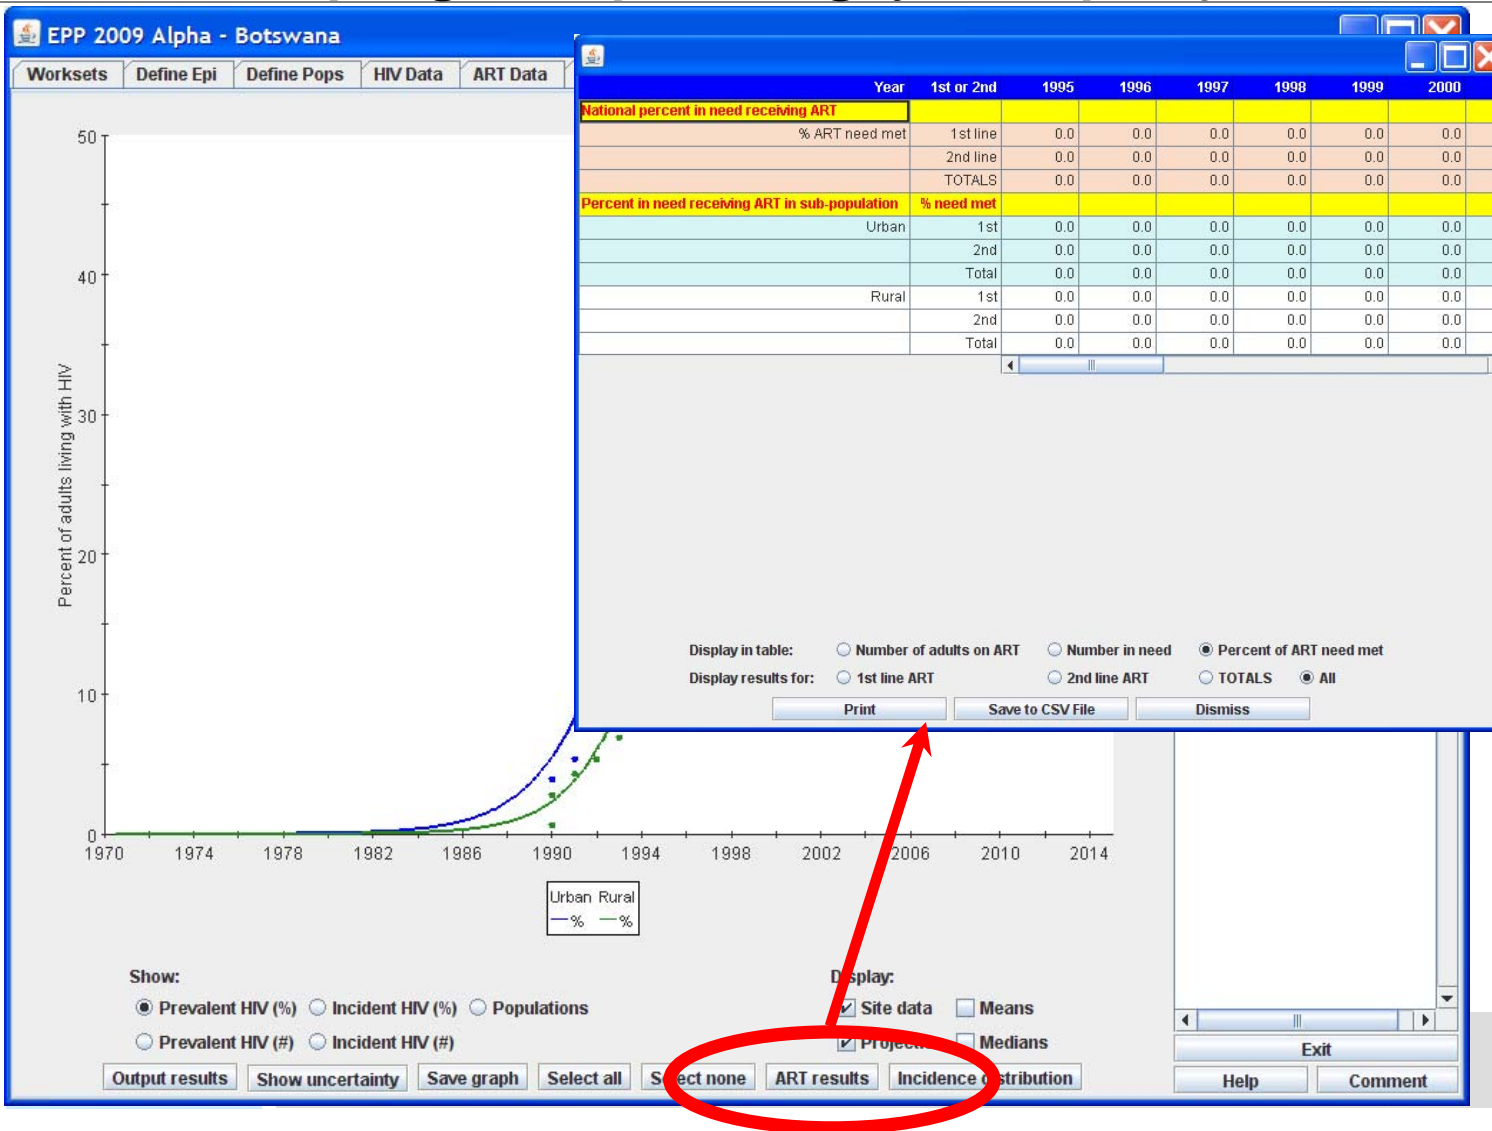 EPP 2009 Alpha - Botswana
Worksets Define Epi Define Pops HIV Data ART Data
Year 1st or 2nd 1995 1996 1997 1998 1999 2000
National percent in need receiving ART
% ART need met 1st line 0.0 0.0 0.0 0.0 0.0 0.0
2nd line 0.0 0.0 0.0 0.0 0.0 0.0
TOTALS 0.0 0.0 0.0 0.0 0.0 0.0
Percent in need receiving ART in sub-population % need met
Urban 1st 0.0 0.0 0.0 0.0 0.0 0.0
2nd 0.0 0.0 0.0 0.0 0.0 0.0
Total 0.0 0.0 0.0 0.0 0.0 0.0
Rural 1st 0.0 0.0 0.0 0.0 0.0 0.0
2nd 0.0 0.0 0.0 0.0 0.0 0.0
Total 0.0 0.0 0.0 0.0 0.0 0.0
Display in table: Number of adults on ART Number in need Percent of ART need met
Display results for: 1st line ART 2nd line ART TOTALS All
Print Save to CSV File Dismiss
Percent of adults living with HIV
50
40
30
20
10
0
1970 1974 1978 1982 1986 1990 1994 1998 2002 2006 2010 2014
Urban Rural
% %
Show:
Prevalent HIV (%) Incident HIV (%) Populations
Prevalent HIV (#) Incident HIV (#)
Display:
Site data Means
Medians
Output results Show uncertainty Save graph Select all Select none ART results Incidence distribution
Exit
Help Comment